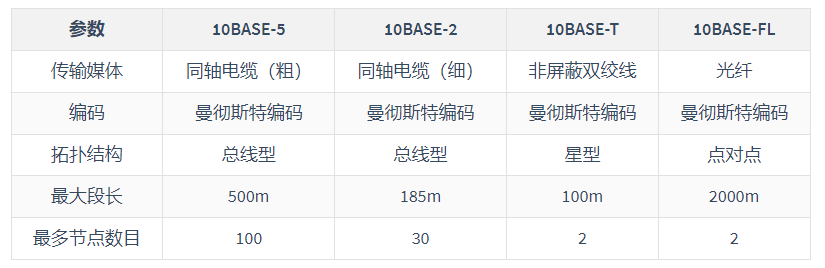 参数 10BASE-5 10BASE-2 10BASE-T 10BASE-FL
传输媒体 同轴电缆（粗） 同轴电缆（细） 非屏蔽双绞线 光纤
编码 曼彻斯特编码 曼彻斯特编码 曼彻斯特编码 曼彻斯特编码
拓扑结构 总线型 总线型 星型 点对点
最大段长 500m 185m 100m 2000m
最多节点数目 100 30 2 2